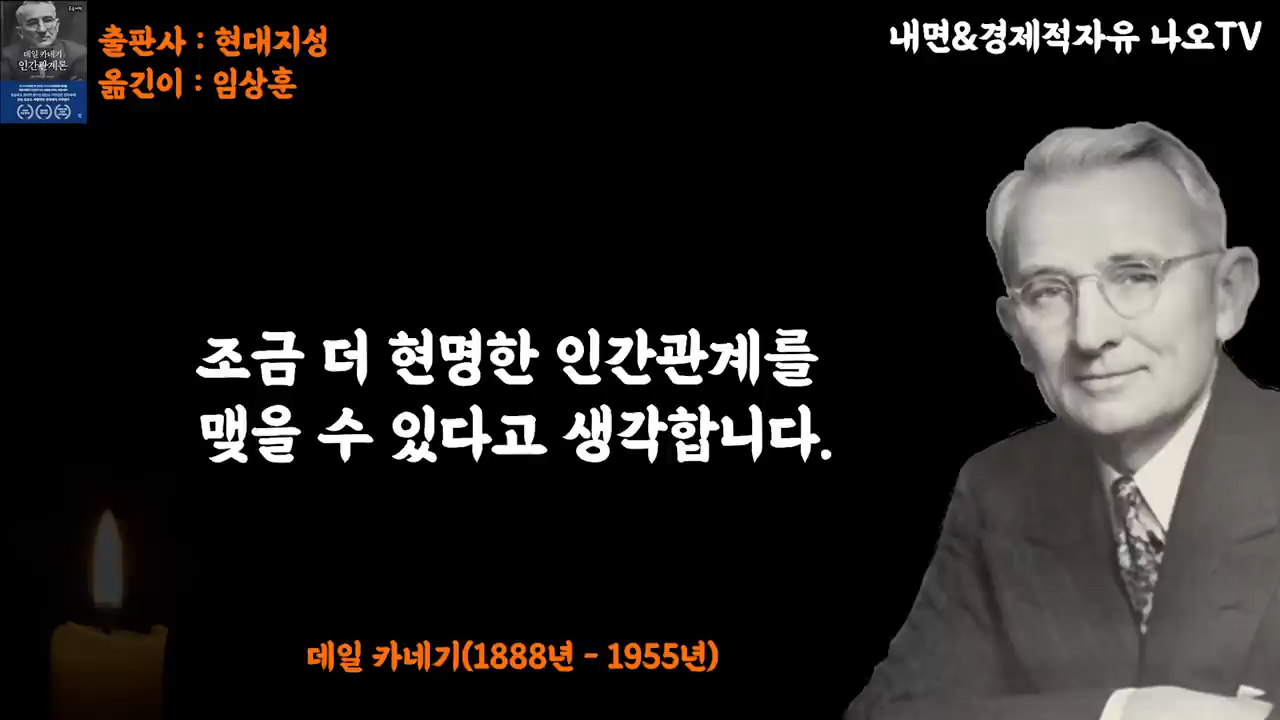 출판사 : 현대지성
옮긴이 : 임상훈
내면&경제적자유 나오TV
데일 카네기
인간관계론
조금 더 현명한 인간관계를
맺을 수 있다고 생각합니다.
데일 카네기(1888년 - 1955년)